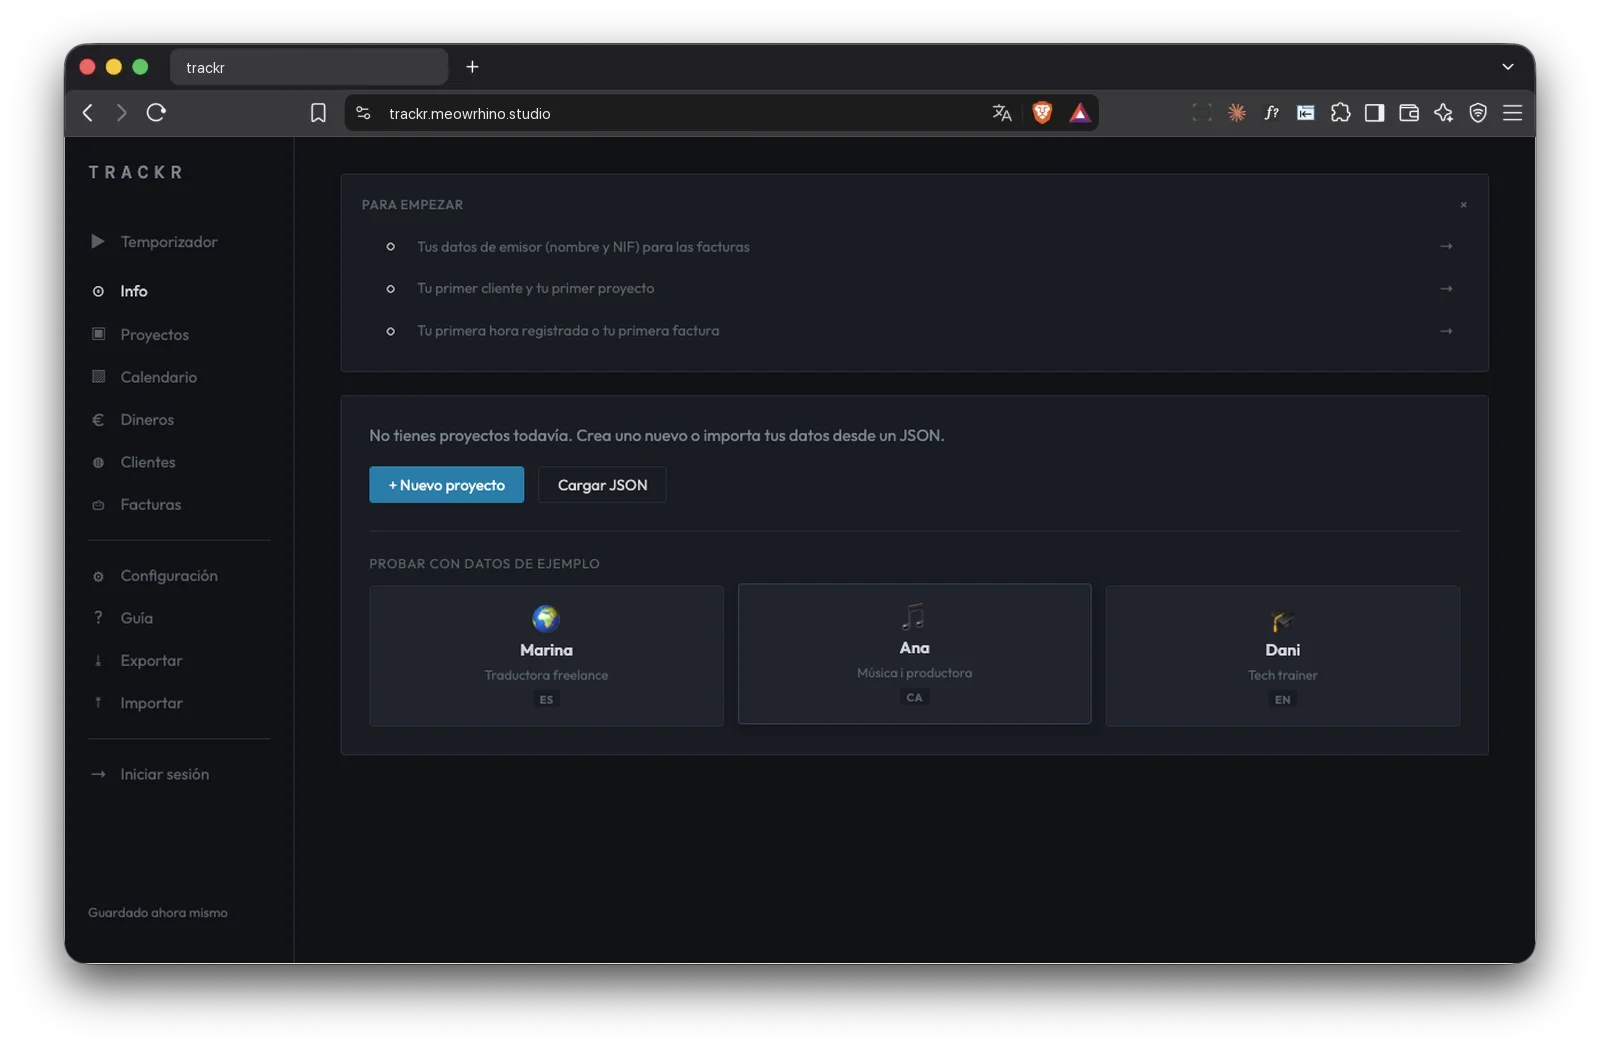 trackr
trackr.meowrhino.studio
f?
TRACKR
Temporizador
Info
Proyectos
Calendario
€ Dineros
Clientes
Facturas
Configuración
? Guía
Exportar
Importar
→ Iniciar sesión
Guardado ahora mismo
PARA EMPEZAR
×
Tus datos de emisor (nombre y NIF) para las facturas →
Tu primer cliente y tu primer proyecto →
Tu primera hora registrada o tu primera factura →
No tienes proyectos todavía. Crea uno nuevo o importa tus datos desde un JSON.
+ Nuevo proyecto
Cargar JSON
PROBAR CON DATOS DE EJEMPLO
Marina
Traductora freelance
ES
Ana
Música i productora
CA
Dani
Tech trainer
EN